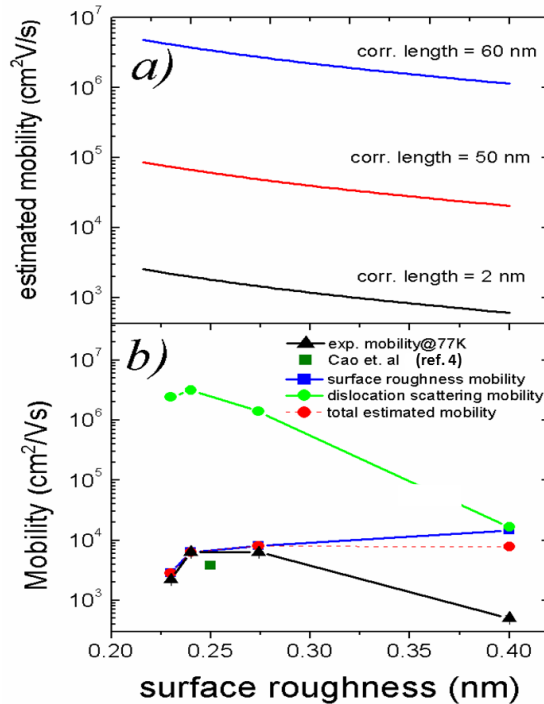 10⁷
10⁶
10⁵
10⁴
10³
estimated mobility (cm²V/s)
a)
corr. length = 60 nm
corr. length = 50 nm
corr. length = 2 nm
b)
exp. mobility@77K
Cao et. al (ref. 4)
surface roughness mobility
dislocation scattering mobility
total estimated mobility
10⁷
10⁶
10⁵
10⁴
10³
Mobility (cm²/Vs)
0.20 0.25 0.30 0.35 0.40
surface roughness (nm)